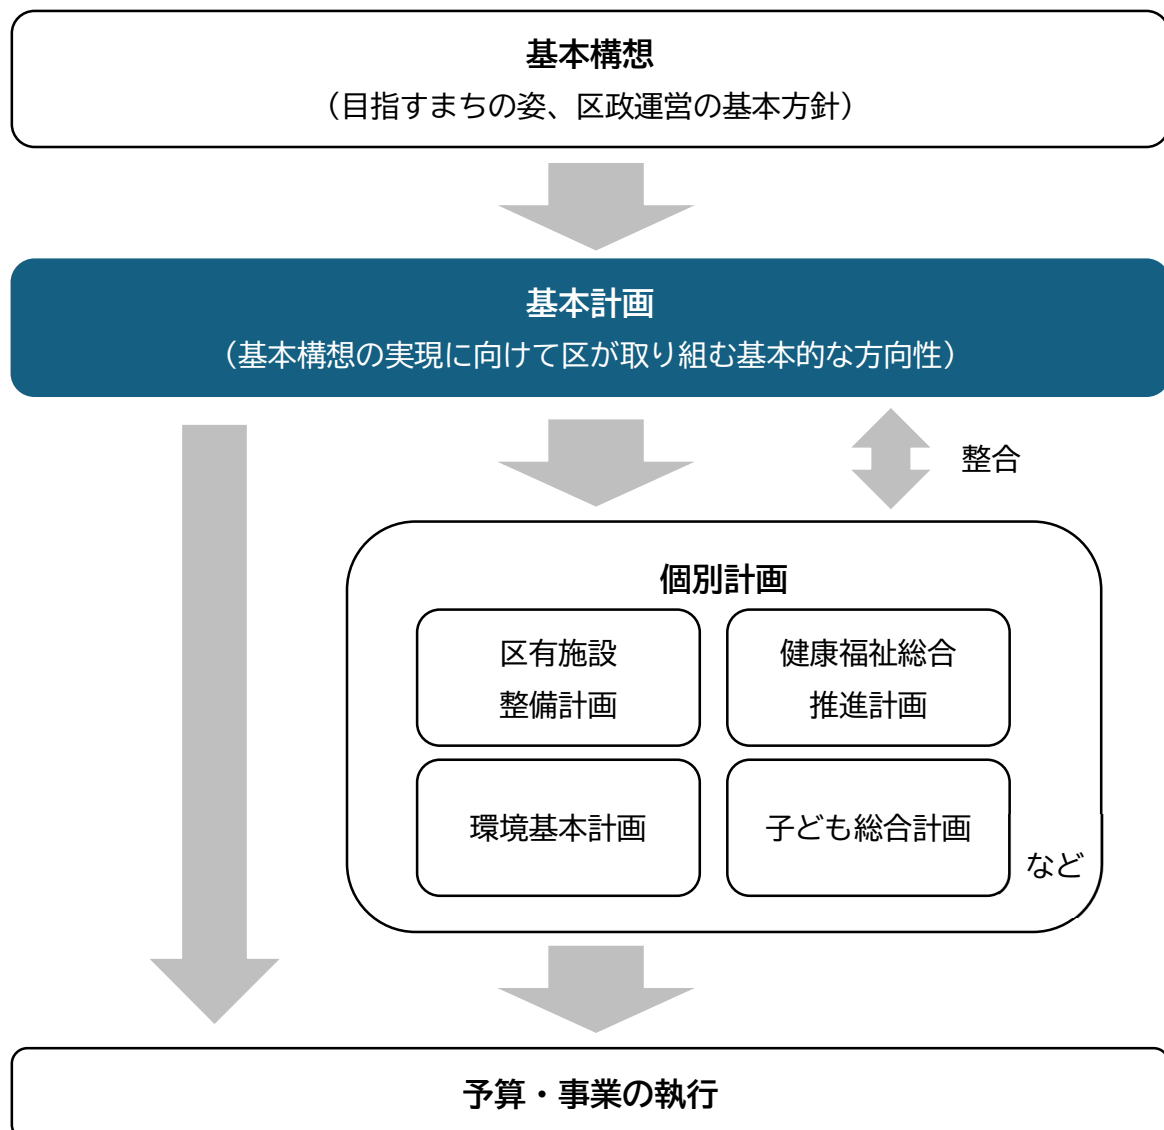 基本構想
（目指すまちの姿、区政運営の基本方針）
基本計画
（基本構想の実現に向けて区が取り組む基本的な方向性）
整合
個別計画
区有施設
整備計画
健康福祉総合
推進計画
環境基本計画
子ども総合計画
など
予算・事業の執行